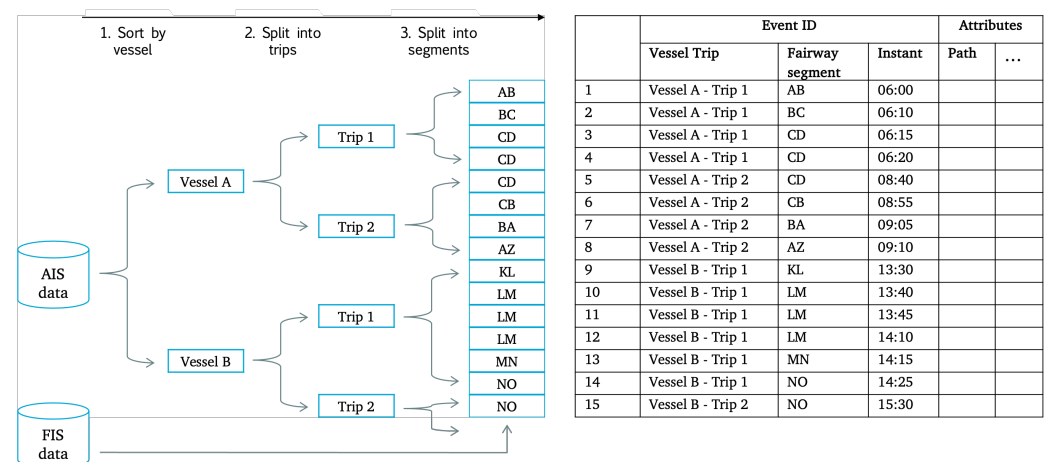 1. Sort by
vessel
2. Split into
trips
3. Split into
segments
AIS
data
FIS
data
Vessel A
Vessel B
Trip 1
Trip 2
Trip 1
Trip 2
AB
BC
CD
CD
CD
CB
BA
AZ
KL
LM
LM
LM
MN
NO
NO
Event ID Attributes
Vessel Trip Fairway segment Instant Path ...
1 Vessel A - Trip 1 AB 06:00
2 Vessel A - Trip 1 BC 06:10
3 Vessel A - Trip 1 CD 06:15
4 Vessel A - Trip 1 CD 06:20
5 Vessel A - Trip 2 CD 08:40
6 Vessel A - Trip 2 CB 08:55
7 Vessel A - Trip 2 BA 09:05
8 Vessel A - Trip 2 AZ 09:10
9 Vessel B - Trip 1 KL 13:30
10 Vessel B - Trip 1 LM 13:40
11 Vessel B - Trip 1 LM 13:45
12 Vessel B - Trip 1 LM 14:10
13 Vessel B - Trip 1 MN 14:15
14 Vessel B - Trip 1 NO 14:25
15 Vessel B - Trip 2 NO 15:30